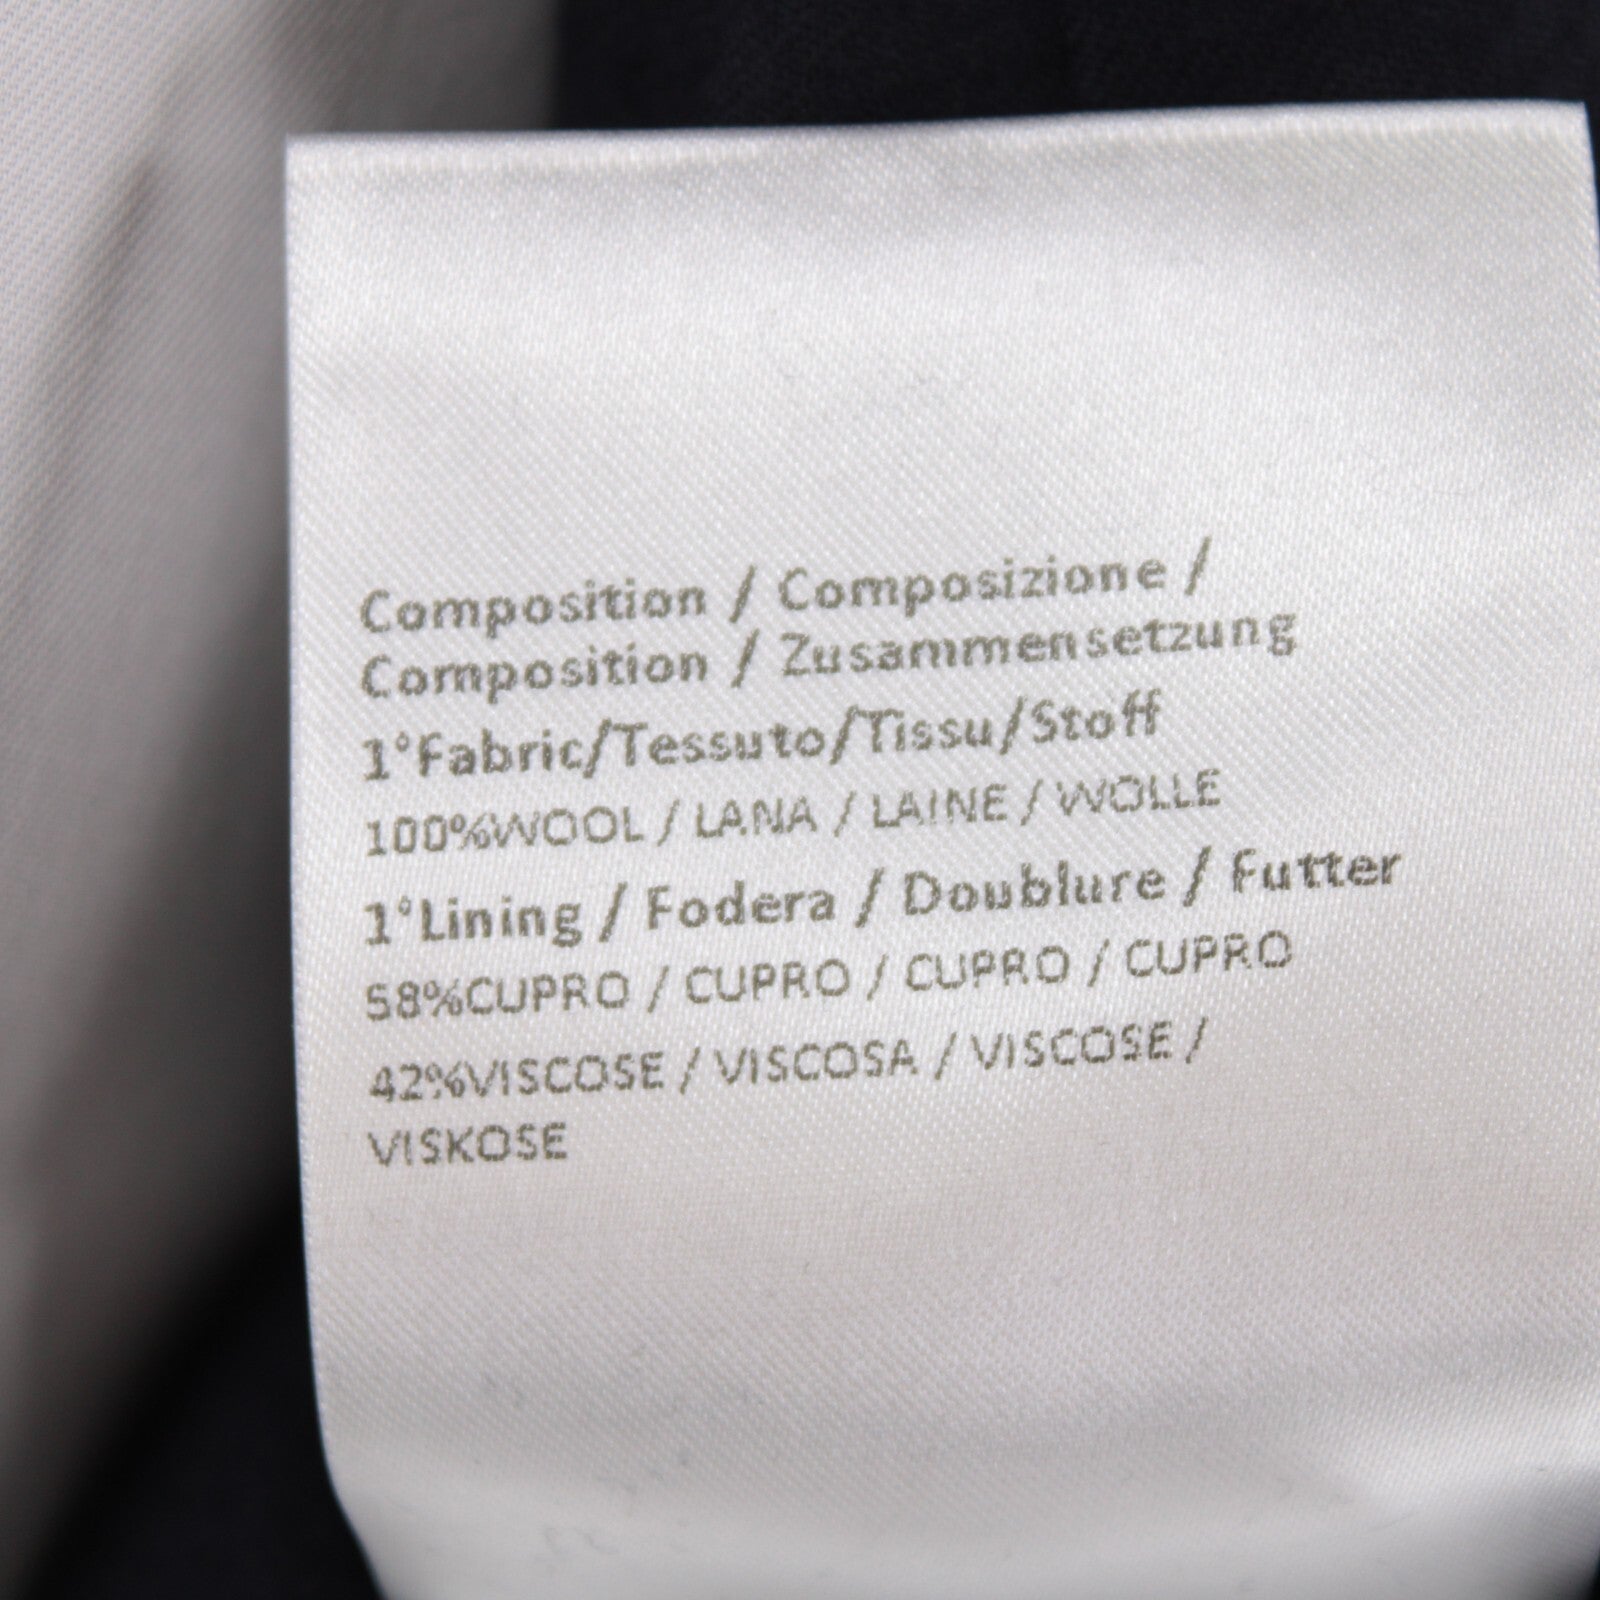 Composition / Composizione /
Composition / Zusammensetzung
1°Fabric/Tessuto/Tissu/Stoff
100%WOOL / LANA / LAINE / WOLLE
1°Lining / Fodera / Doublure / Futter
58%CUPRO / CUPRO / CUPRO / CUPRO
42%VISCOSE / VISCOSA / VISCOSE /
VISKOSE